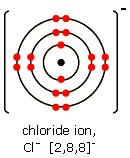 chloride ion,
Cl⁻ [2,8,8]⁻